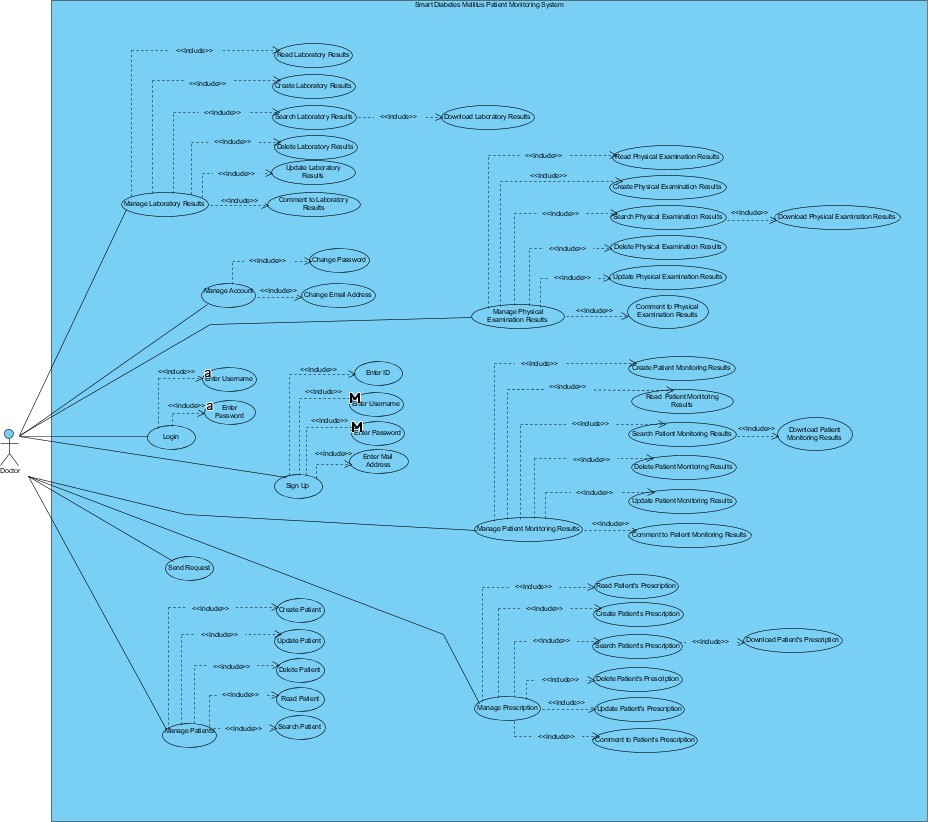 Smart Diabetes Mellitus Patient Monitoring System
<<Include>>
Read Laboratory Results
<<Include>>
Create Laboratory Results
<<Include>>
Search Laboratory Results
<<Include>>
Download Laboratory Results
<<Include>>
Delete Laboratory Results
<<Include>>
Update Laboratory
Results
Manage Laboratory Results
<<Include>>
Comment to Laboratory
Results
<<Include>>
Read Physical Examination Results
<<Include>>
Create Physical Examination Results
<<Include>>
Search Physical Examination Results
<<Include>>
Download Physical Examination Results
<<Include>>
Delete Physical Examination Results
<<Include>>
Update Physical Examination Results
Manage Physical
Examination Results
<<Include>>
Comment to Physical
Examination Results
<<Include>>
Change Password
Manage Account
<<Include>>
Change Email Address
<<Include>>
a
Enter Username
<<Include>>
a
Enter
Password
Login
<<Include>>
Enter ID
<<Include>>
M
Enter Username
<<Include>>
M
Enter Password
<<Include>>
Enter Mail
Address
Sign Up
<<Include>>
Create Patient Monitoring Results
<<Include>>
Read Patient Monitoring
Results
<<Include>>
Search Patient Monitoring Results
<<Include>>
Download Patient
Monitoring Results
<<Include>>
Delete Patient Monitoring Results
<<Include>>
Update Patient Monitoring Results
Manage Patient Monitoring Results
<<Include>>
Comment to Patient Monitoring Results
Doctor
Send Request
<<Include>>
Create Patient
<<Include>>
Update Patient
<<Include>>
Delete Patient
<<Include>>
Read Patient
Manage Patients
<<Include>>
Search Patient
<<Include>>
Read Patient's Prescription
<<Include>>
Create Patient's Prescription
<<Include>>
Search Patient's Prescription
<<Include>>
Download Patient's Prescription
<<Include>>
Delete Patient's Prescription
Manage Prescription
<<Include>>
Update Patient's Prescription
<<Include>>
Comment to Patient's Prescription